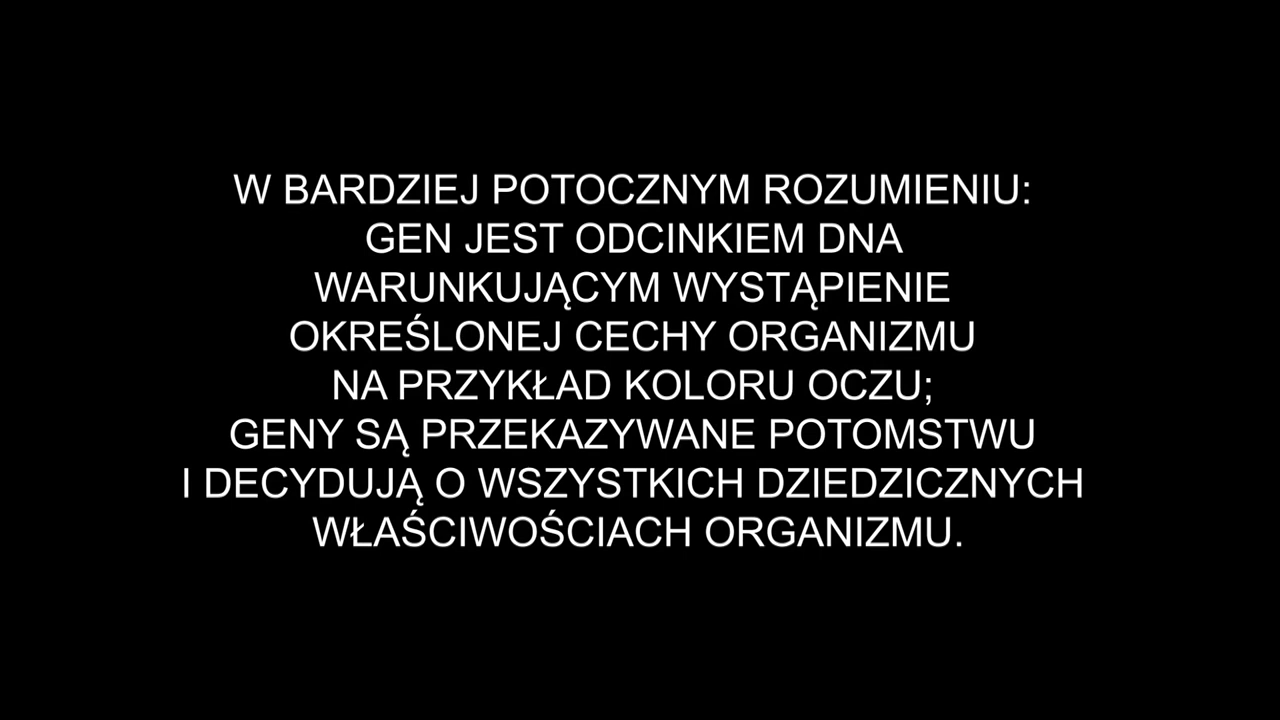 W BARDZIEJ POTOCZNYM ROZUMIENIU:
GEN JEST ODCINKIEM DNA
WARUNKUJĄCYM WYSTĄPIENIE
OKREŚLONEJ CECHY ORGANIZMU
NA PRZYKŁAD KOLORU OCZU;
GENY SĄ PRZEKAZYWANE POTOMSTWU
I DECYDUJĄ O WSZYSTKICH DZIEDZICZNYCH
WŁAŚCIWOŚCIACH ORGANIZMU.